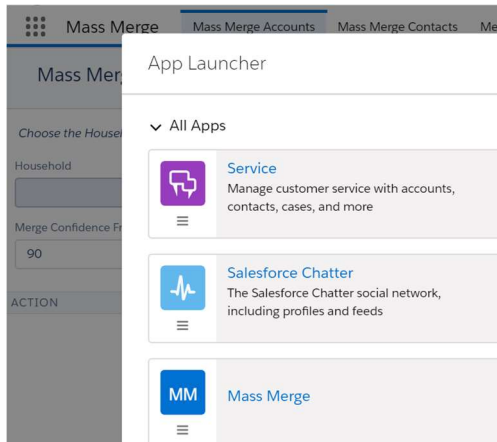 Mass Merge
Mass Merge Accounts
Mass Merge Contacts
Me
Mass Mer
App Launcher
Choose the Househ
All Apps
Household
Service
Manage customer service with accounts,
contacts, cases, and more
Merge Confidence Fr
90
Salesforce Chatter
The Salesforce Chatter social network,
including profiles and feeds
ACTION
MM
Mass Merge